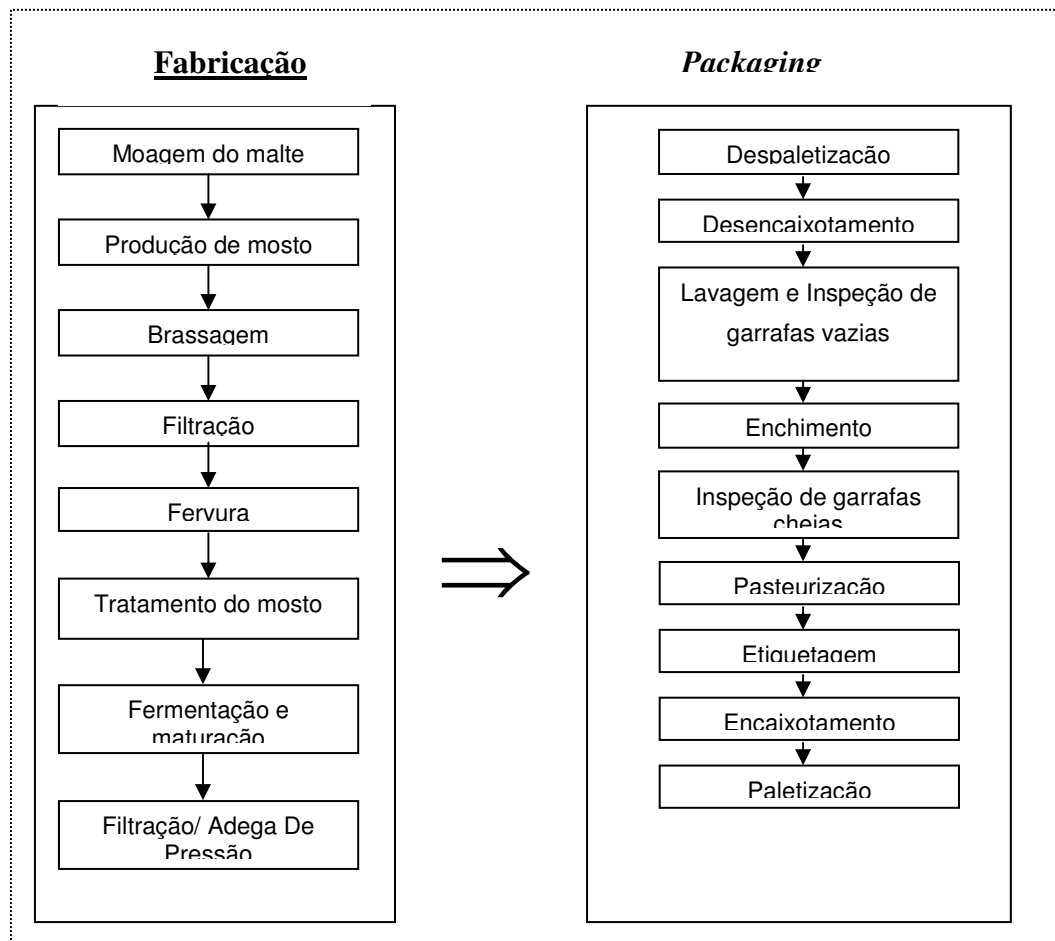 Fabricação
Moagem do malte
Produção de mosto
Brassagem
Filtração
Fervura
Tratamento do mosto
Fermentação e
maturação
Filtração/ Adega De
Pressão
Packaging
Despaletização
Desencaixotamento
Lavagem e Inspeção de
garrafas vazias
Enchimento
Inspeção de garrafas
cheias
Pasteurização
Etiquetagem
Encaixotamento
Paletização